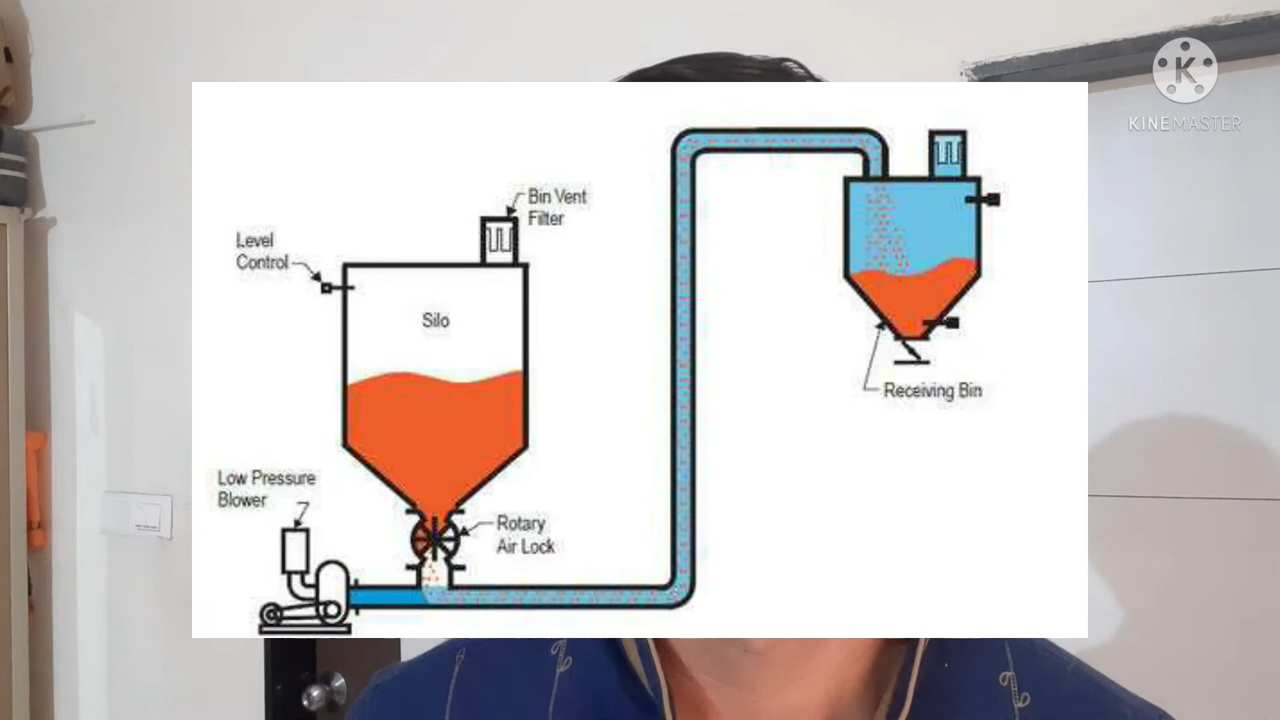 K
KINEMASTER
Bin Vent
Filter
Level
Control
Silo
Receiving Bin
Low Pressure
Blower
Rotary
Air Lock